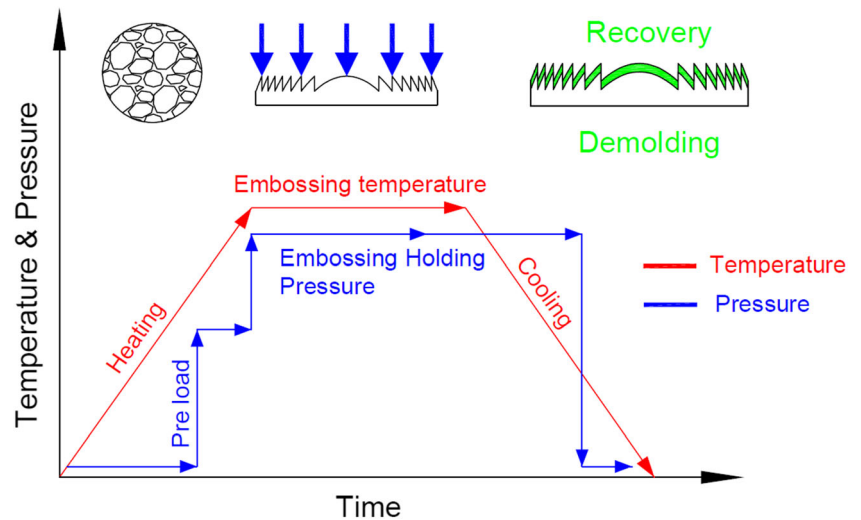 Recovery
Demolding
Temperature & Pressure
Embossing temperature
Embossing Holding
Pressure
Heating
Pre load
Cooling
Temperature
Pressure
Time